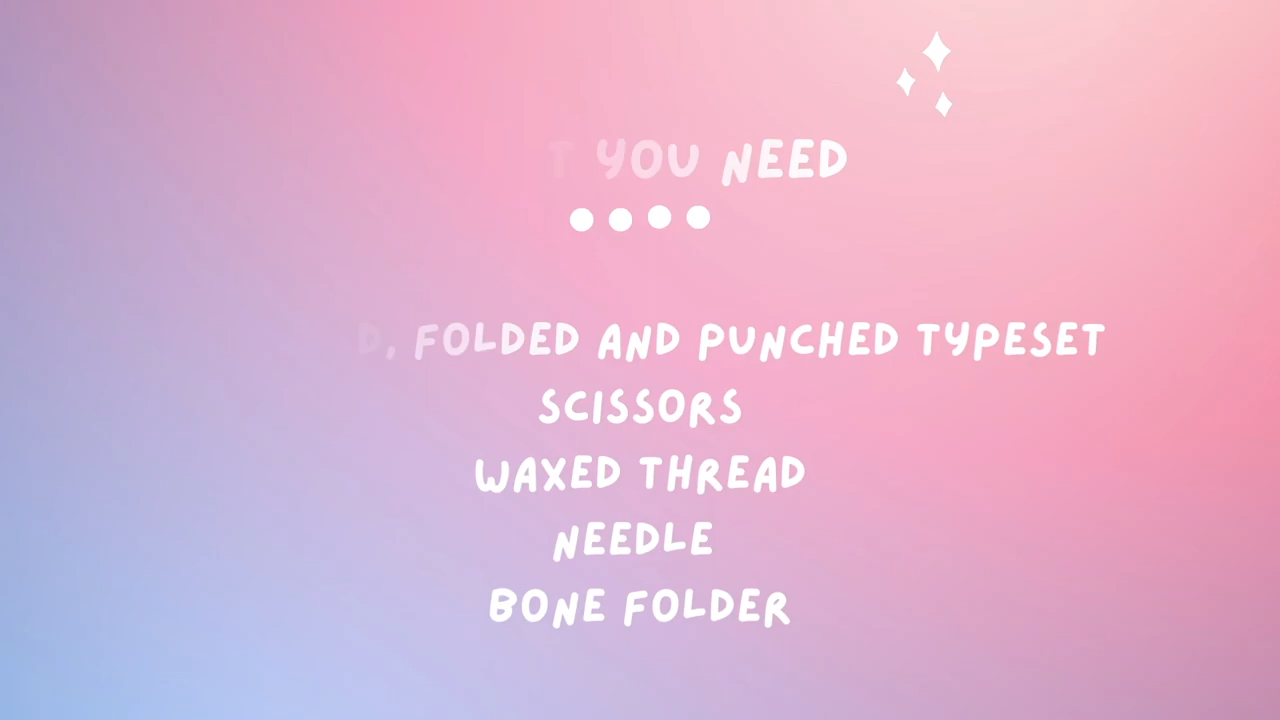 T YOU NEED
D, FOLDED AND PUNCHED TYPESET
SCISSORS
WAXED THREAD
NEEDLE
BONE FOLDER